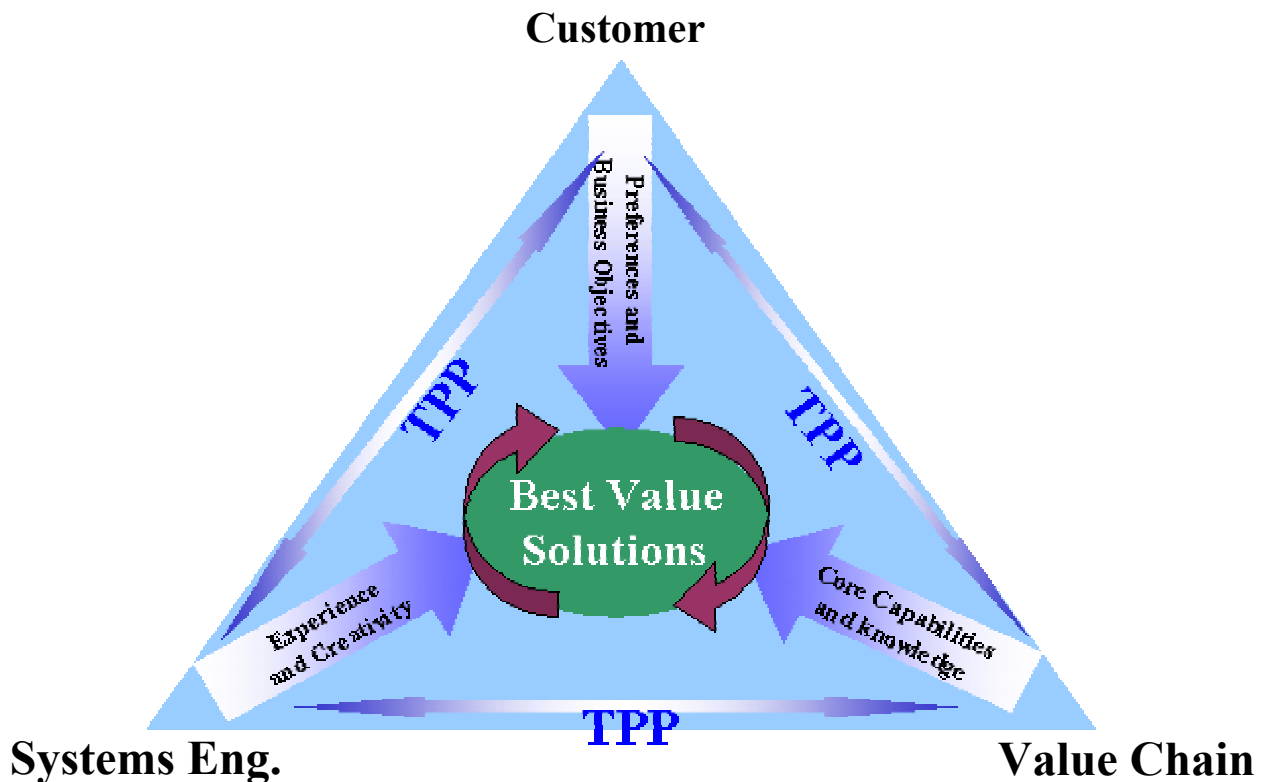 Customer
Preferences and
Business Objectives
TPP
TPP
Best Value
Solutions
Experience
and Creativity
Core Capabilities
and knowledge
TPP
Systems Eng.
Value Chain